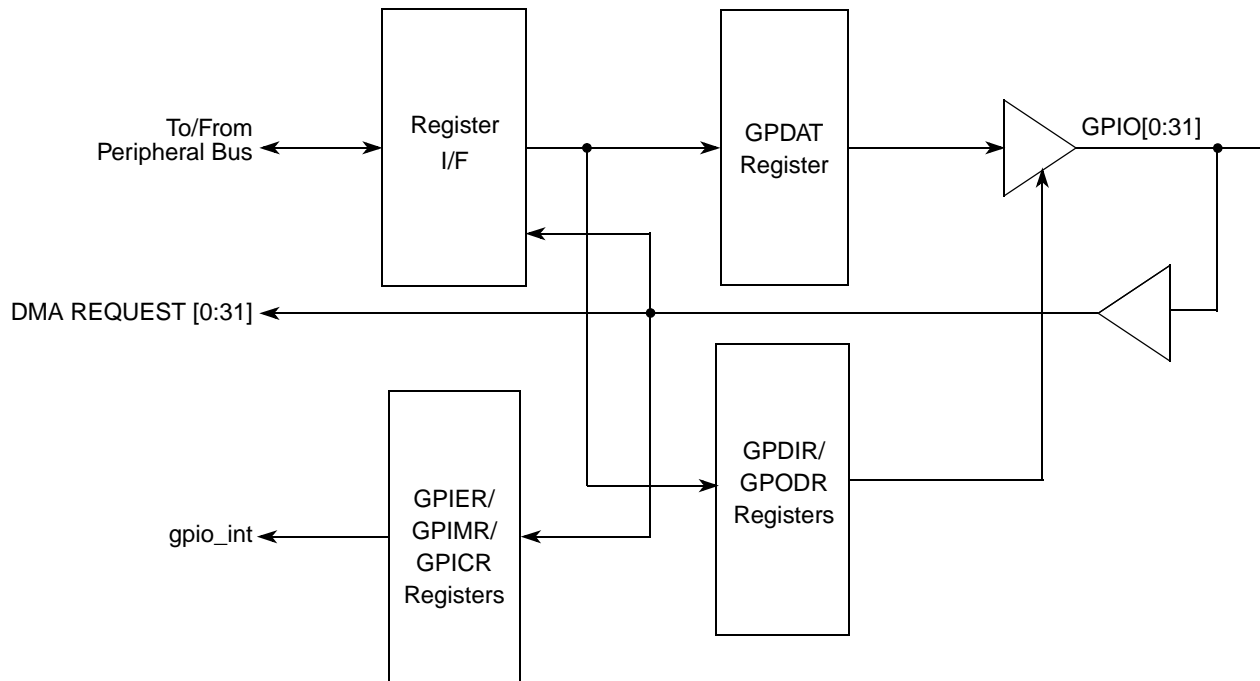 To/From
Peripheral Bus
Register
I/F
GPDAT
Register
GPIO[0:31]
DMA REQUEST [0:31]
GPDIR/
GPODR
Registers
gpio_int
GPIER/
GPIMR/
GPICR
Registers